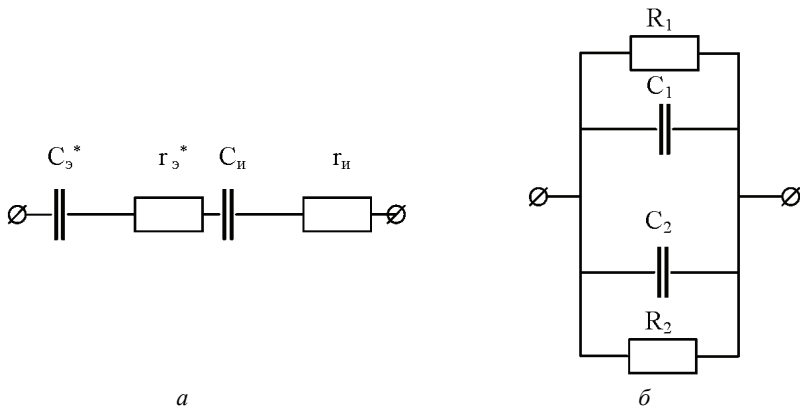 R₁
C₁
Cэ* rэ* Cи rи
C₂
R₂
а б